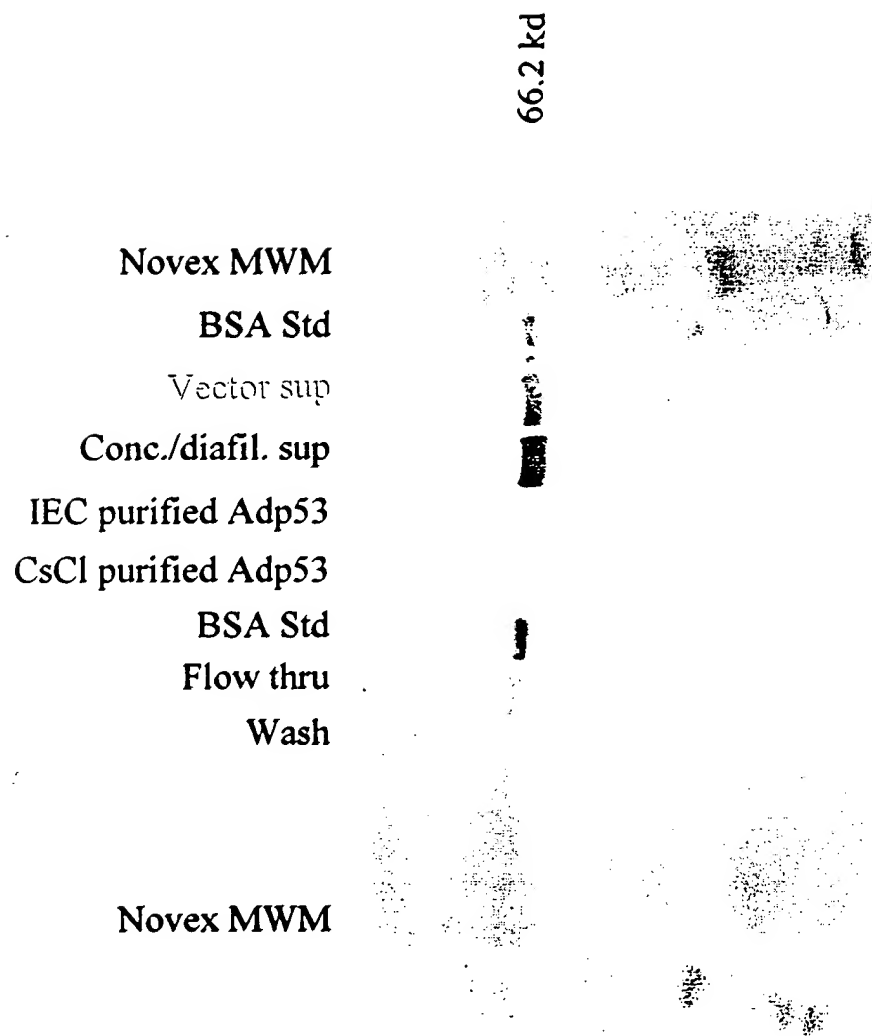 66.2 kd
Novex MWM
BSA Std
Vector sup
Conc./diafil. sup
IEC purified Adp53
CsCl purified Adp53
BSA Std
Flow thru
Wash
Novex MWM